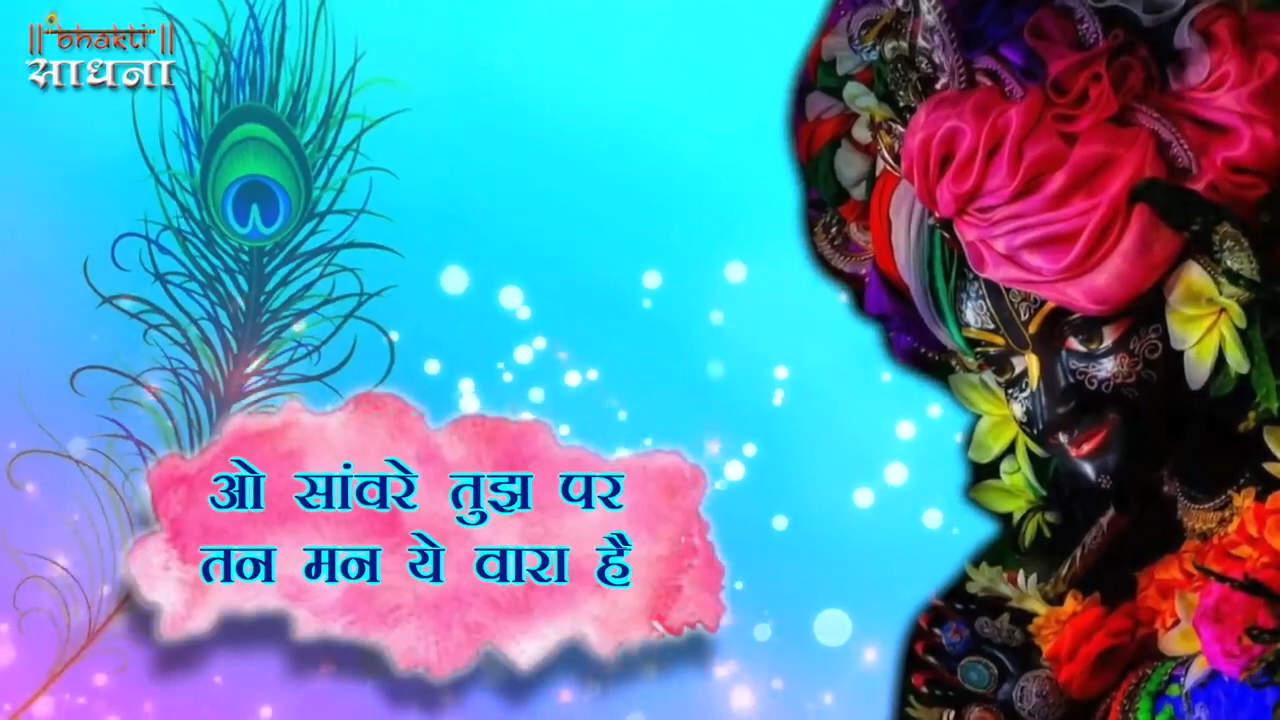 ॥ "bhakti" ॥
साधना
ओ सांवरे तुझ पर
तन मन ये वारा है